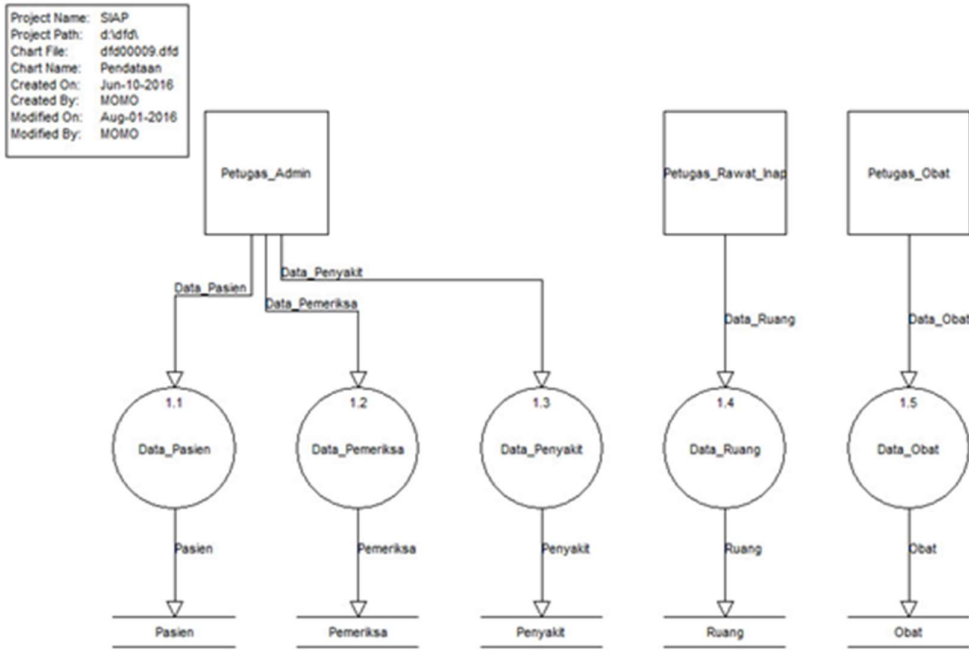 Project Name: SIAP
Project Path: d:\dfd\
Chart File: dfd00009.dfd
Chart Name: Pendataan
Created On: Jun-10-2016
Created By: MOMO
Modified On: Aug-01-2016
Modified By: MOMO
Petugas_Admin
Petugas_Rawat_Inap
Petugas_Obat
Data_Penyakit
Data_Pasien
Data_Pemeriksa
Data_Ruang
Data_Obat
1.1
Data_Pasien
1.2
Data_Pemeriksa
1.3
Data_Penyakit
1.4
Data_Ruang
1.5
Data_Obat
Pasien
Pemeriksa
Penyakit
Ruang
Obat
Pasien
Pemeriksa
Penyakit
Ruang
Obat